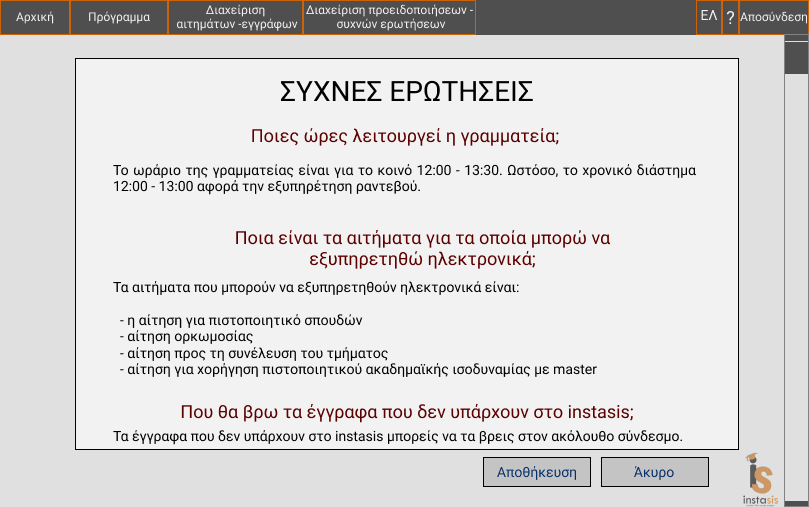 Αρχική
Πρόγραμμα
Διαχείριση
αιτημάτων -εγγράφων
Διαχείριση προειδοποιήσεων -
συχνών ερωτήσεων
ΕΛ
?
Αποσύνδεση
ΣΥΧΝΕΣ ΕΡΩΤΗΣΕΙΣ
Ποιες ώρες λειτουργεί η γραμματεία;
Το ωράριο της γραμματείας είναι για το κοινό 12:00 - 13:30. Ωστόσο, το χρονικό διάστημα
12:00 - 13:00 αφορά την εξυπηρέτηση ραντεβού.
Ποια είναι τα αιτήματα για τα οποία μπορώ να
εξυπηρετηθώ ηλεκτρονικά;
Τα αιτήματα που μπορούν να εξυπηρετηθούν ηλεκτρονικά είναι:
- η αίτηση για πιστοποιητικό σπουδών
- αίτηση ορκωμοσίας
- αίτηση προς τη συνέλευση του τμήματος
- αίτηση για χορήγηση πιστοποιητικού ακαδημαϊκής ισοδυναμίας με master
Που θα βρω τα έγγραφα που δεν υπάρχουν στο instasis;
Τα έγγραφα που δεν υπάρχουν στο instasis μπορείς να τα βρεις στον ακόλουθο σύνδεσμο.
Αποθήκευση
Άκυρο
is
instasis